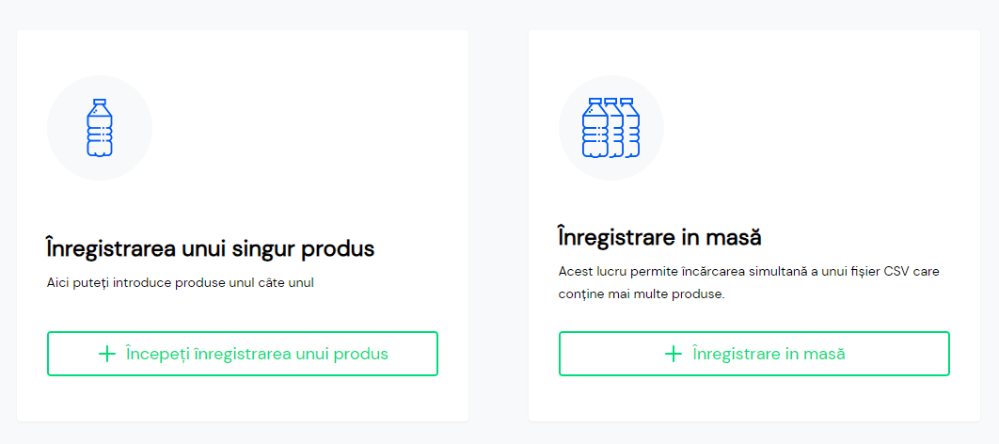 Înregistrarea unui singur produs
Aici puteți introduce produse unul câte unul
Începeți înregistrarea unui produs
Înregistrare in masă
Acest lucru permite încărcarea simultană a unui fișier CSV care
conține mai multe produse.
Înregistrare in masă